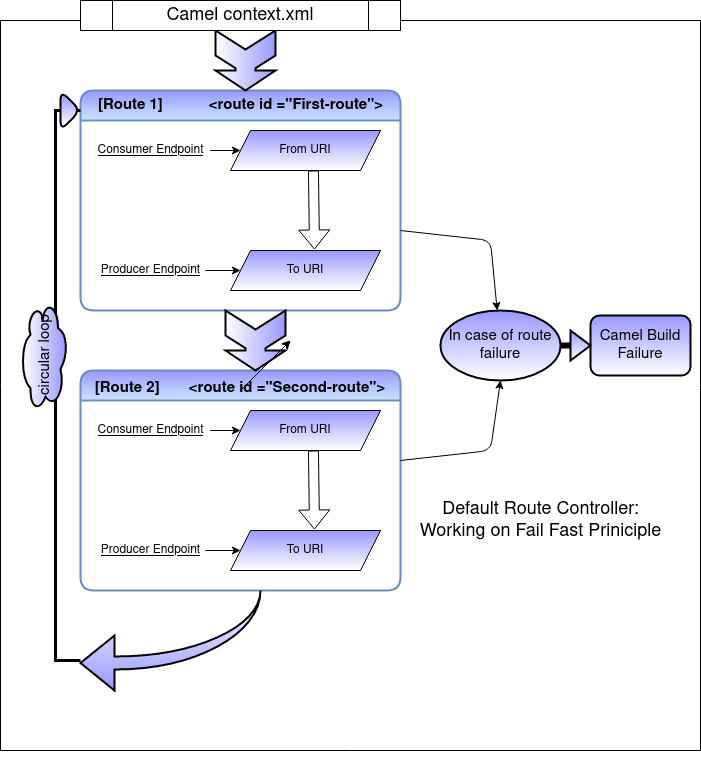 Camel context.xml
[Route 1] <route id ="First-route">
Consumer Endpoint
From URI
Producer Endpoint
To URI
In case of route
failure
Camel Build
Failure
circular loop
[Route 2] <route id ="Second-route">
Consumer Endpoint
From URI
Producer Endpoint
To URI
Default Route Controller:
Working on Fail Fast Priniciple